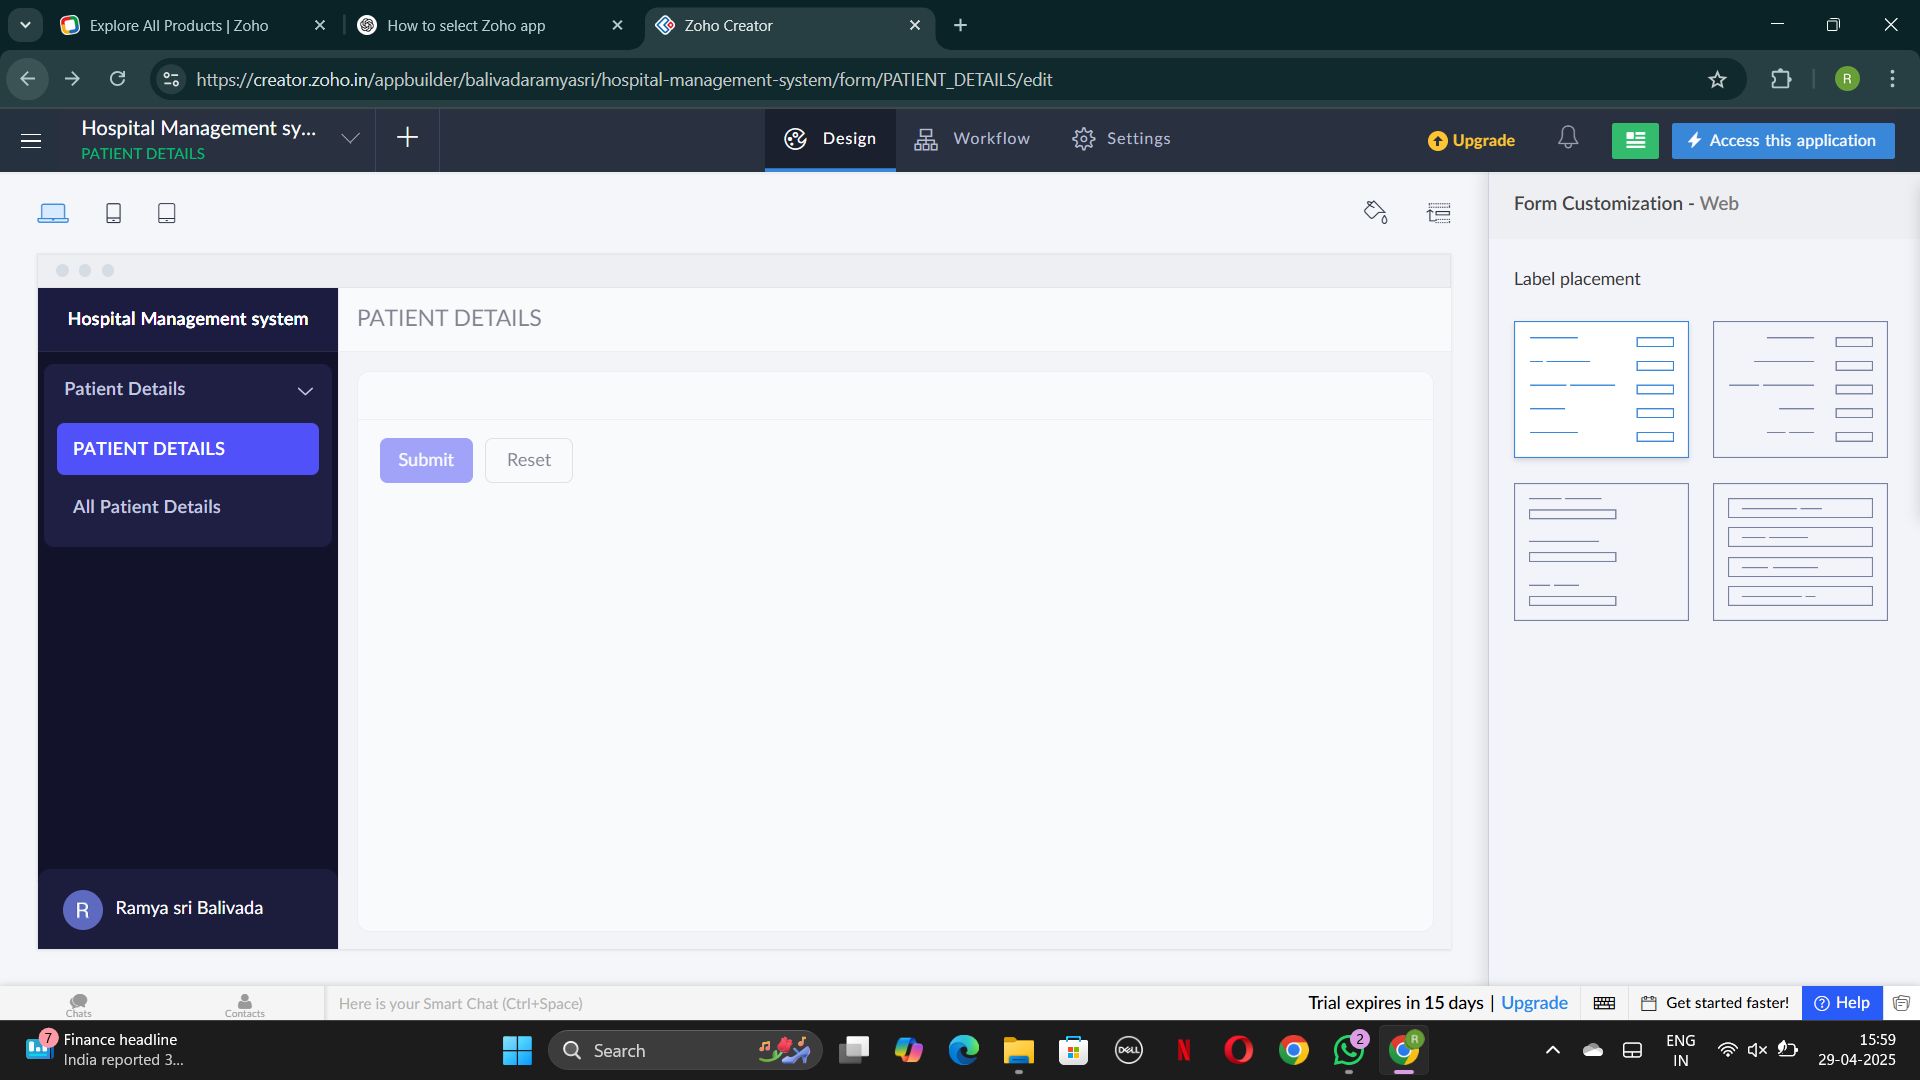 Explore All Products | Zoho
How to select Zoho app
Zoho Creator
https://creator.zoho.in/appbuilder/balivadaramyasri/hospital-management-system/form/PATIENT_DETAILS/edit
R
Hospital Management sy...
PATIENT DETAILS
Design
Workflow
Settings
Upgrade
Access this application
Form Customization - Web
Label placement
Hospital Management system
PATIENT DETAILS
Patient Details
PATIENT DETAILS
All Patient Details
Submit
Reset
R
Ramya sri Balivada
Chats
Contacts
Here is your Smart Chat (Ctrl+Space)
Trial expires in 15 days | Upgrade
Get started faster!
Help
7
Finance headline
India reported 3...
Search
DELL
N
2
R
ENG
IN
15:59
29-04-2025